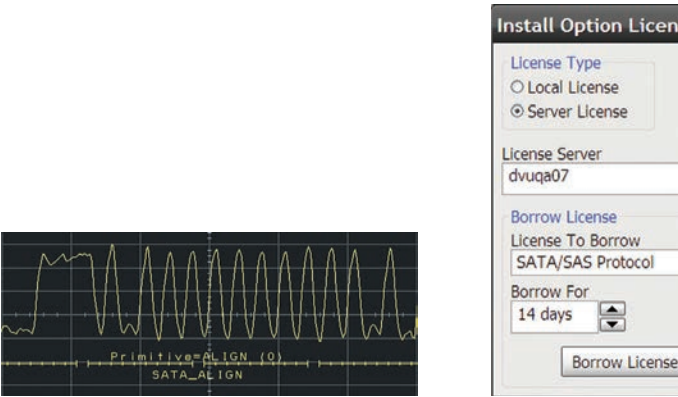 Primitive=ALIGN (0)
SATA_ALIGN
Install Option Licen
License Type
Local License
Server License
License Server
dvuqa07
Borrow License
License To Borrow
SATA/SAS Protocol
Borrow For
14 days
Borrow License